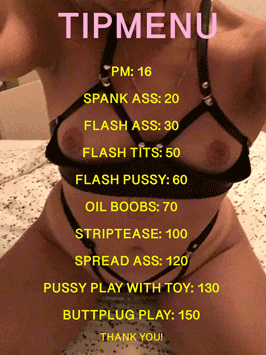 TIPMENU
PM: 16
SPANK ASS: 20
FLASH ASS: 30
FLASH TITS: 50
FLASH PUSSY: 60
OIL BOOBS: 70
STRIPTEASE: 100
SPREAD ASS: 120
PUSSY PLAY WITH TOY: 130
BUTTPLUG PLAY: 150
THANK YOU!